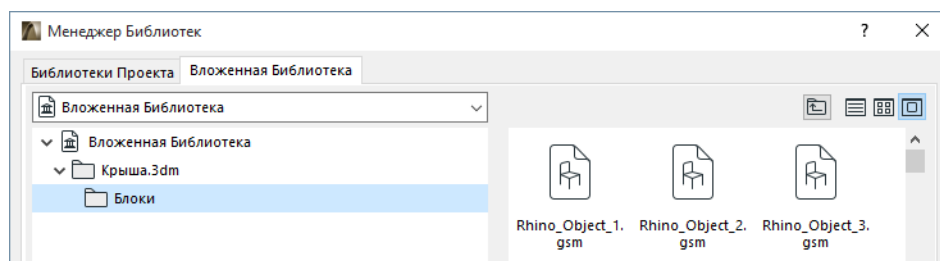 Менеджер Библиотек ?
Библиотеки Проекта Вложенная Библиотека
Вложенная Библиотека
Вложенная Библиотека
Крыша.3dm
Блоки
Rhino_Object_1.
gsm
Rhino_Object_2.
gsm
Rhino_Object_3.
gsm